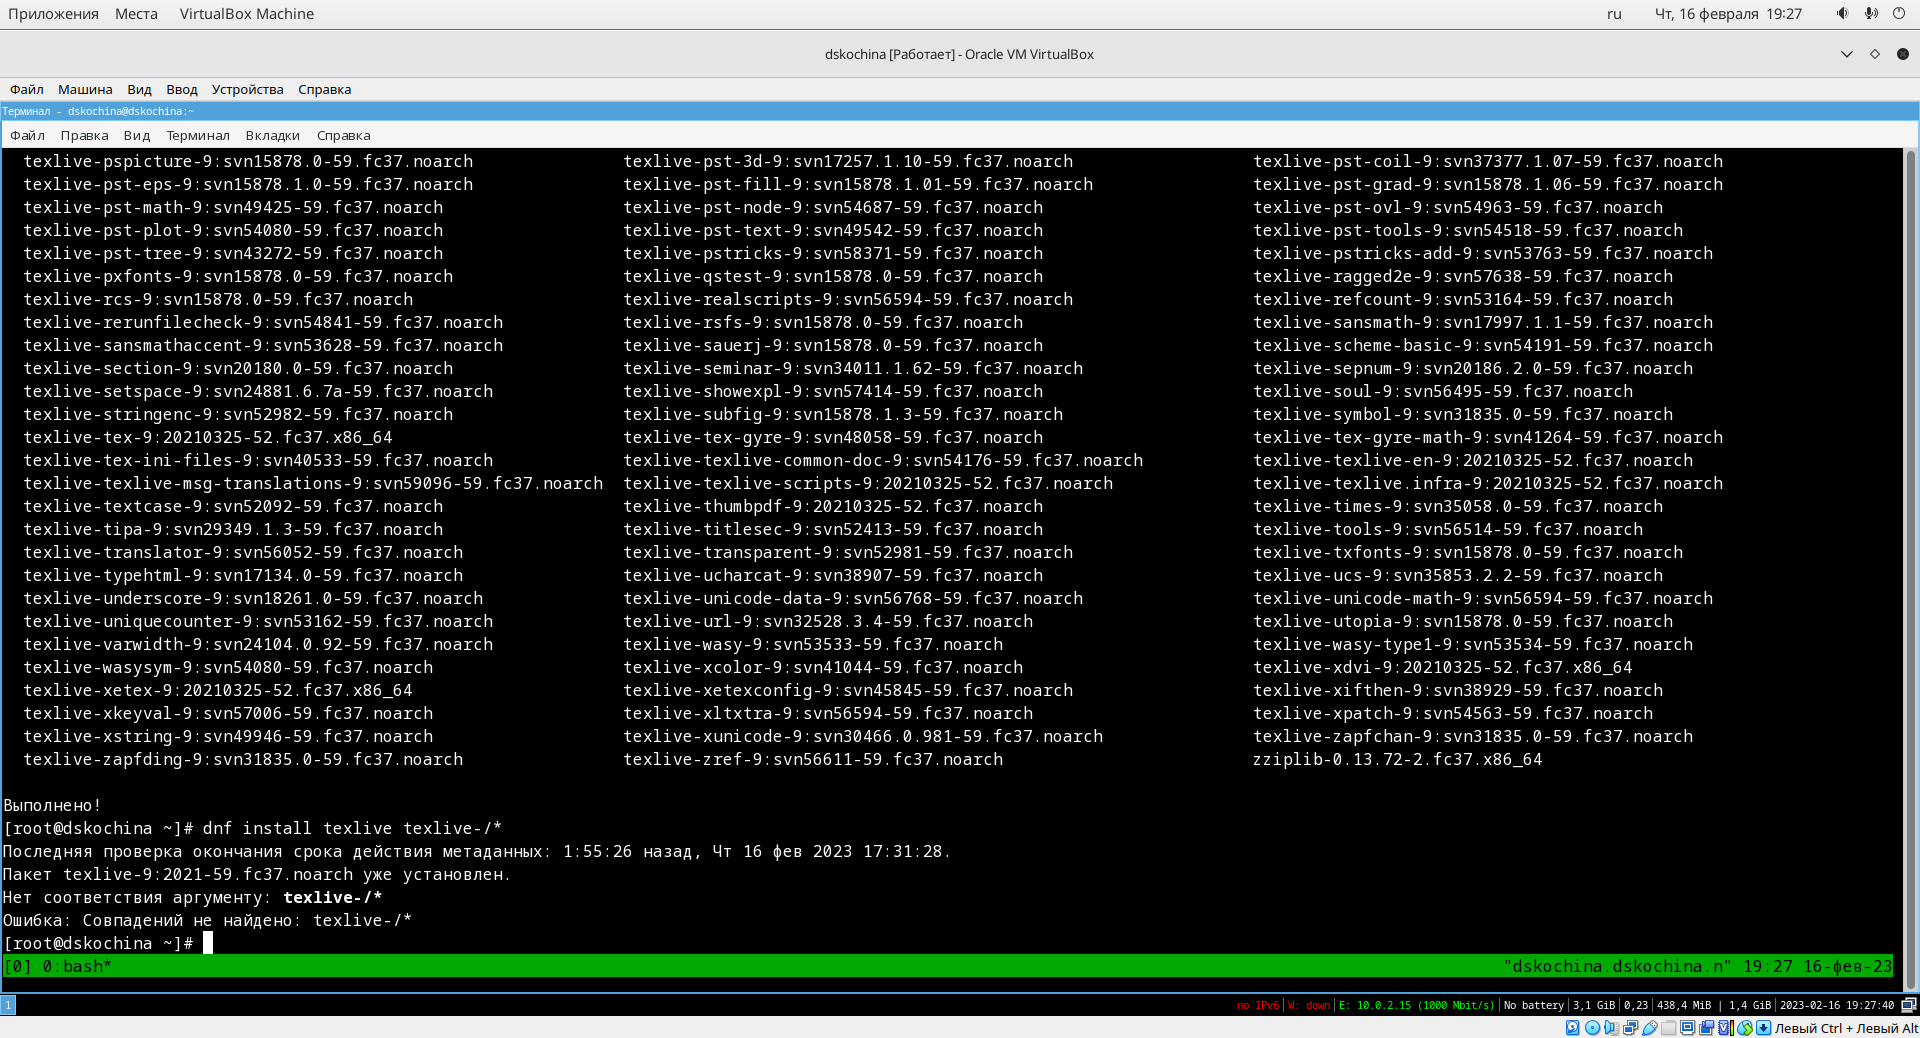 Приложения Места VirtualBox Machine ru Чт, 16 февраля 19:27
dskochina [Работает] - Oracle VM VirtualBox
Файл Машина Вид Ввод Устройства Справка
Терминал - dskochina@dskochina:~
Файл Правка Вид Терминал Вкладки Справка
texlive-pspicture-9:svn15878.0-59.fc37.noarch texlive-pst-3d-9:svn17257.1.10-59.fc37.noarch texlive-pst-coil-9:svn37377.1.07-59.fc37.noarch
texlive-pst-eps-9:svn15878.1.0-59.fc37.noarch texlive-pst-fill-9:svn15878.1.01-59.fc37.noarch texlive-pst-grad-9:svn15878.1.06-59.fc37.noarch
texlive-pst-math-9:svn49425-59.fc37.noarch texlive-pst-node-9:svn54687-59.fc37.noarch texlive-pst-ovl-9:svn54963-59.fc37.noarch
texlive-pst-plot-9:svn54080-59.fc37.noarch texlive-pst-text-9:svn49542-59.fc37.noarch texlive-pst-tools-9:svn54518-59.fc37.noarch
texlive-pst-tree-9:svn43272-59.fc37.noarch texlive-pstricks-9:svn58371-59.fc37.noarch texlive-pstricks-add-9:svn53763-59.fc37.noarch
texlive-pxfonts-9:svn15878.0-59.fc37.noarch texlive-qstest-9:svn15878.0-59.fc37.noarch texlive-ragged2e-9:svn57638-59.fc37.noarch
texlive-rcs-9:svn15878.0-59.fc37.noarch texlive-realscripts-9:svn56594-59.fc37.noarch texlive-refcount-9:svn53164-59.fc37.noarch
texlive-rerunfilecheck-9:svn54841-59.fc37.noarch texlive-rsfs-9:svn15878.0-59.fc37.noarch texlive-sansmath-9:svn17997.1.1-59.fc37.noarch
texlive-sansmathaccent-9:svn53628-59.fc37.noarch texlive-sauerj-9:svn15878.0-59.fc37.noarch texlive-scheme-basic-9:svn54191-59.fc37.noarch
texlive-section-9:svn20180.0-59.fc37.noarch texlive-seminar-9:svn34011.1.62-59.fc37.noarch texlive-sepnum-9:svn20186.2.0-59.fc37.noarch
texlive-setspace-9:svn24881.6.7a-59.fc37.noarch texlive-showexpl-9:svn57414-59.fc37.noarch texlive-soul-9:svn56495-59.fc37.noarch
texlive-stringenc-9:svn52982-59.fc37.noarch texlive-subfig-9:svn15878.1.3-59.fc37.noarch texlive-symbol-9:svn31835.0-59.fc37.noarch
texlive-tex-9:20210325-52.fc37.x86_64 texlive-tex-gyre-9:svn48058-59.fc37.noarch texlive-tex-gyre-math-9:svn41264-59.fc37.noarch
texlive-tex-ini-files-9:svn40533-59.fc37.noarch texlive-texlive-common-doc-9:svn54176-59.fc37.noarch texlive-texlive-en-9:20210325-52.fc37.noarch
texlive-texlive-msg-translations-9:svn59096-59.fc37.noarch texlive-texlive-scripts-9:20210325-52.fc37.noarch texlive-texlive.infra-9:20210325-52.fc37.noarch
texlive-textcase-9:svn52092-59.fc37.noarch texlive-thumbpdf-9:20210325-52.fc37.noarch texlive-times-9:svn35058.0-59.fc37.noarch
texlive-tipa-9:svn29349.1.3-59.fc37.noarch texlive-titlesec-9:svn52413-59.fc37.noarch texlive-tools-9:svn56514-59.fc37.noarch
texlive-translator-9:svn56052-59.fc37.noarch texlive-transparent-9:svn52981-59.fc37.noarch texlive-txfonts-9:svn15878.0-59.fc37.noarch
texlive-typehtml-9:svn17134.0-59.fc37.noarch texlive-ucharcat-9:svn38907-59.fc37.noarch texlive-ucs-9:svn35853.2.2-59.fc37.noarch
texlive-underscore-9:svn18261.0-59.fc37.noarch texlive-unicode-data-9:svn56768-59.fc37.noarch texlive-unicode-math-9:svn56594-59.fc37.noarch
texlive-uniquecounter-9:svn53162-59.fc37.noarch texlive-url-9:svn32528.3.4-59.fc37.noarch texlive-utopia-9:svn15878.0-59.fc37.noarch
texlive-varwidth-9:svn24104.0.92-59.fc37.noarch texlive-wasy-9:svn53533-59.fc37.noarch texlive-wasy-type1-9:svn53534-59.fc37.noarch
texlive-wasysym-9:svn54080-59.fc37.noarch texlive-xcolor-9:svn41044-59.fc37.noarch texlive-xdvi-9:20210325-52.fc37.x86_64
texlive-xetex-9:20210325-52.fc37.x86_64 texlive-xetexconfig-9:svn45845-59.fc37.noarch texlive-xifthen-9:svn38929-59.fc37.noarch
texlive-xkeyval-9:svn57006-59.fc37.noarch texlive-xltxtra-9:svn56594-59.fc37.noarch texlive-xpatch-9:svn54563-59.fc37.noarch
texlive-xstring-9:svn49946-59.fc37.noarch texlive-xunicode-9:svn30466.0.981-59.fc37.noarch texlive-zapfchan-9:svn31835.0-59.fc37.noarch
texlive-zapfding-9:svn31835.0-59.fc37.noarch texlive-zref-9:svn56611-59.fc37.noarch zziplib-0.13.72-2.fc37.x86_64
Выполнено!
[root@dskochina ~]# dnf install texlive texlive-/*
Последняя проверка окончания срока действия метаданных: 1:55:26 назад, Чт 16 фев 2023 17:31:28.
Пакет texlive-9:2021-59.fc37.noarch уже установлен.
Нет соответствия аргументу: texlive-/*
Ошибка: Совпадений не найдено: texlive-/*
[root@dskochina ~]#
[0] 0:bash* "dskochina.dskochina.n" 19:27 16-фев-23
1 no IPv6 | W: down | E: 10.0.2.15 (1000 Mbit/s) | No battery | 3,1 GiB | 0,23 | 438,4 MiB | 1,4 GiB | 2023-02-16 19:27:40
Левый Ctrl + Левый Alt